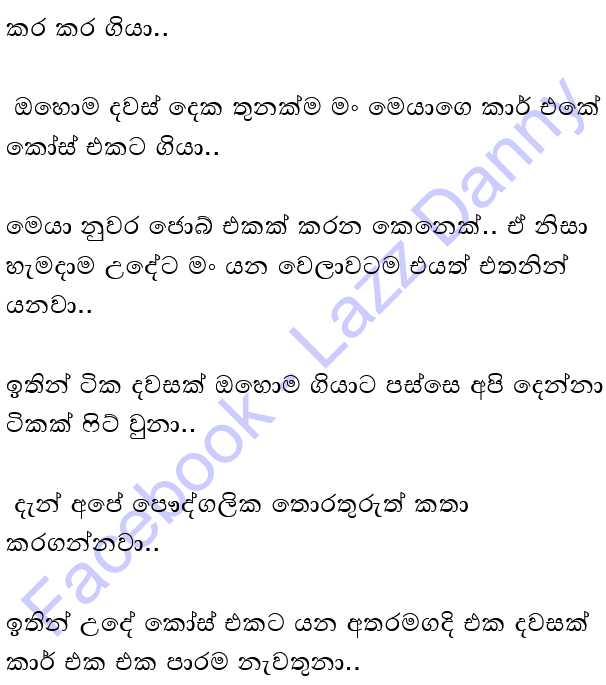 කර කර ගියා..
ඔහොම දවස් දෙක තුනක්ම මං මෙයාගෙ කාර් එකේ
කෝස් එකට ගියා..
මෙයා නුවර ජොබ් එකක් කරන කෙනෙක්.. ඒ නිසා
හැමදාම උදේට මං යන වෙලාවටම එයත් එතනින්
යනවා..
ඉතින් ටික දවසක් ඔහොම ගියාට පස්සෙ අපි දෙන්නා
ටිකක් ෆිට් වුනා..
දැන් අපේ පෞද්ගලික තොරතුරුත් කතා
කරගන්නවා..
ඉතින් උදේ කෝස් එකට යන අතරමගදි එක දවසක්
කාර් එක එක පාරම නැවතුනා..
Facebook - Lazz Danny